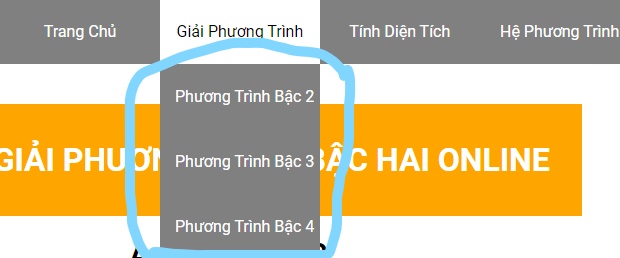 Trang Chủ
Giải Phương Trình
Tính Diện Tích
Hệ Phương Trình
Phương Trình Bậc 2
Phương Trình Bậc 3
Phương Trình Bậc 4
GIẢI PHƯƠN BẬC HAI ONLINE